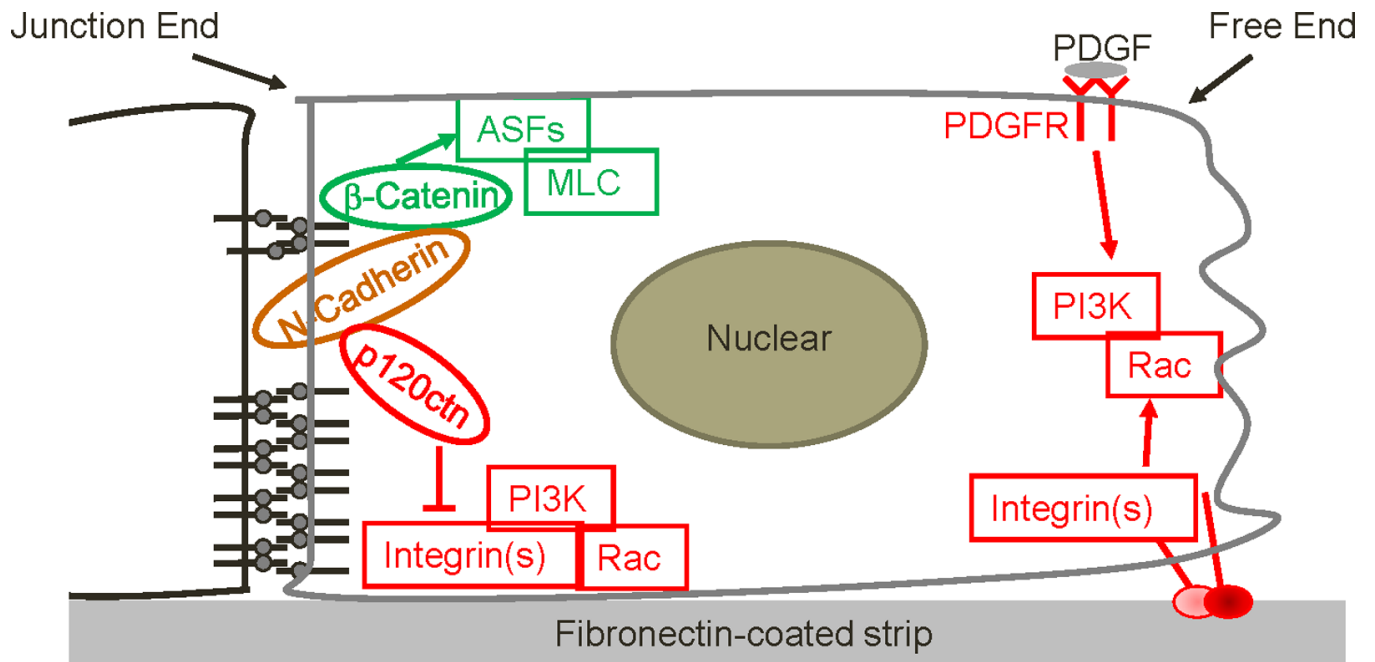 Junction End
Free End
PDGF
PDGFR
ASFs
MLC
β-Catenin
N-Cadherin
p120ctn
Nuclear
PI3K
Rac
PI3K
Integrin(s)
Rac
Integrin(s)
Fibronectin-coated strip